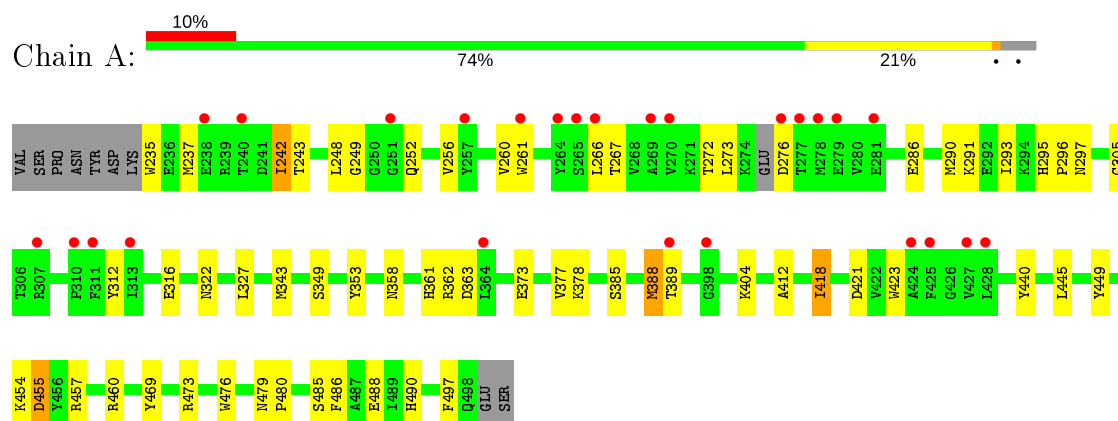 10%
Chain A:
74% 21% • •
VAL SER PRO ASN TYR ASP LYS W235 E236 M237 E238 R239 T240 D241 I242 T243 L248 G249 G250 G251 Q252 V256 Y257 V260 W261 Y264 S265 L266 T267 V268 A269 V270 K271 T272 L273 K274 GLU D276 T277 M278 E279 V280 E281 E286 M290 K291 E292 I293 K294 H295 P296 N297
T306 R307 P310 F311 Y312 I313 E316 N322 L327 M343 S349 Y353 N358 H361 R362 D363 L364 E373 V377 K378 S385 M388 T389 G398 K404 A412 I418 D421 V422 W423 A424 F425 G426 V427 L428 Y440 L445 Y449
K454 D455 Y456 R457 R460 Y469 R473 W476 N479 P480 S485 F486 A487 E488 I489 H490 F497 Q498 GLU SER